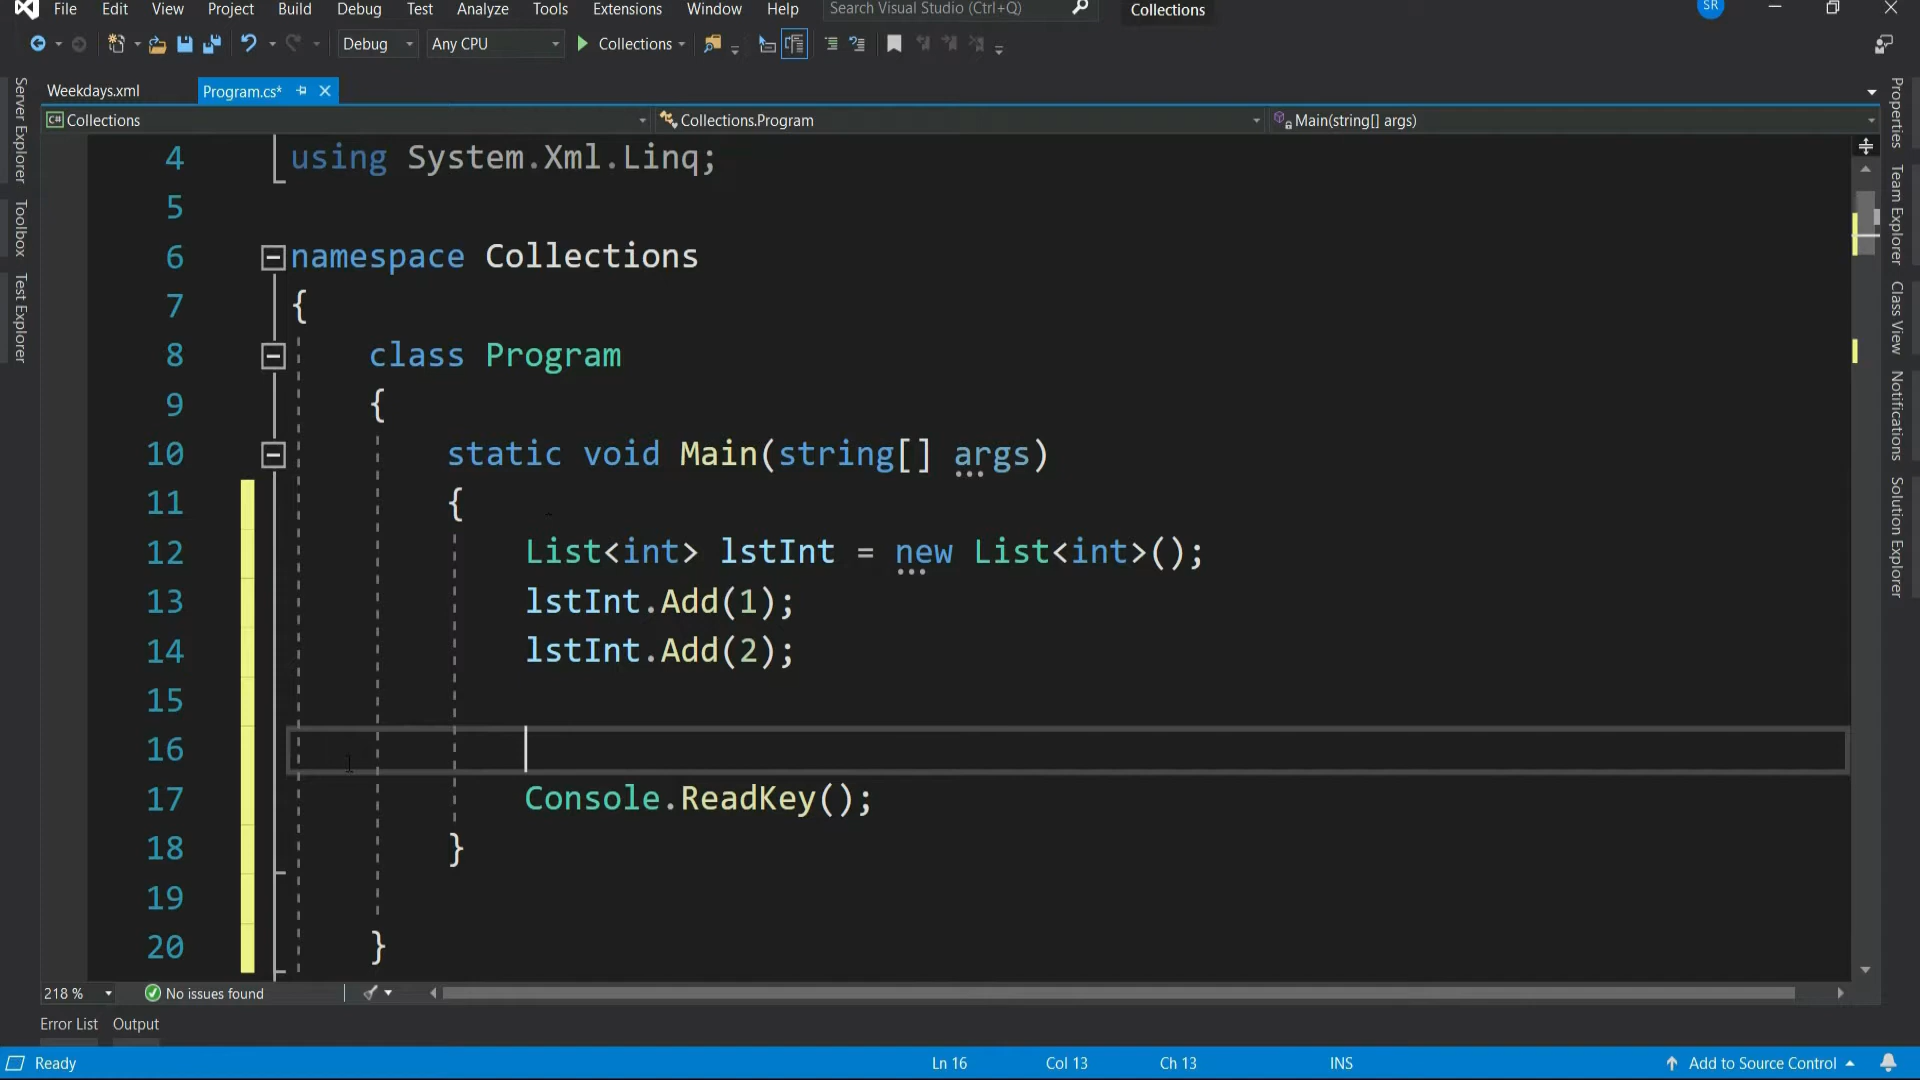 File Edit View Project Build Debug Test Analyze Tools Extensions Window Help Search Visual Studio (Ctrl+Q) Collections SR
Debug Any CPU Collections
Weekdays.xml Program.cs*
Collections Collections.Program Main(string[] args)
Server Explorer
Toolbox
Test Explorer
4 using System.Xml.Linq;
5
6 namespace Collections
7 {
8 class Program
9 {
10 static void Main(string[] args)
11 {
12 List<int> lstInt = new List<int>();
13 lstInt.Add(1);
14 lstInt.Add(2);
15
16
17 Console.ReadKey();
18 }
19
20 }
Properties
Team Explorer
Class View
Notifications
Solution Explorer
218 % No issues found
Error List Output
Ready Ln 16 Col 13 Ch 13 INS Add to Source Control